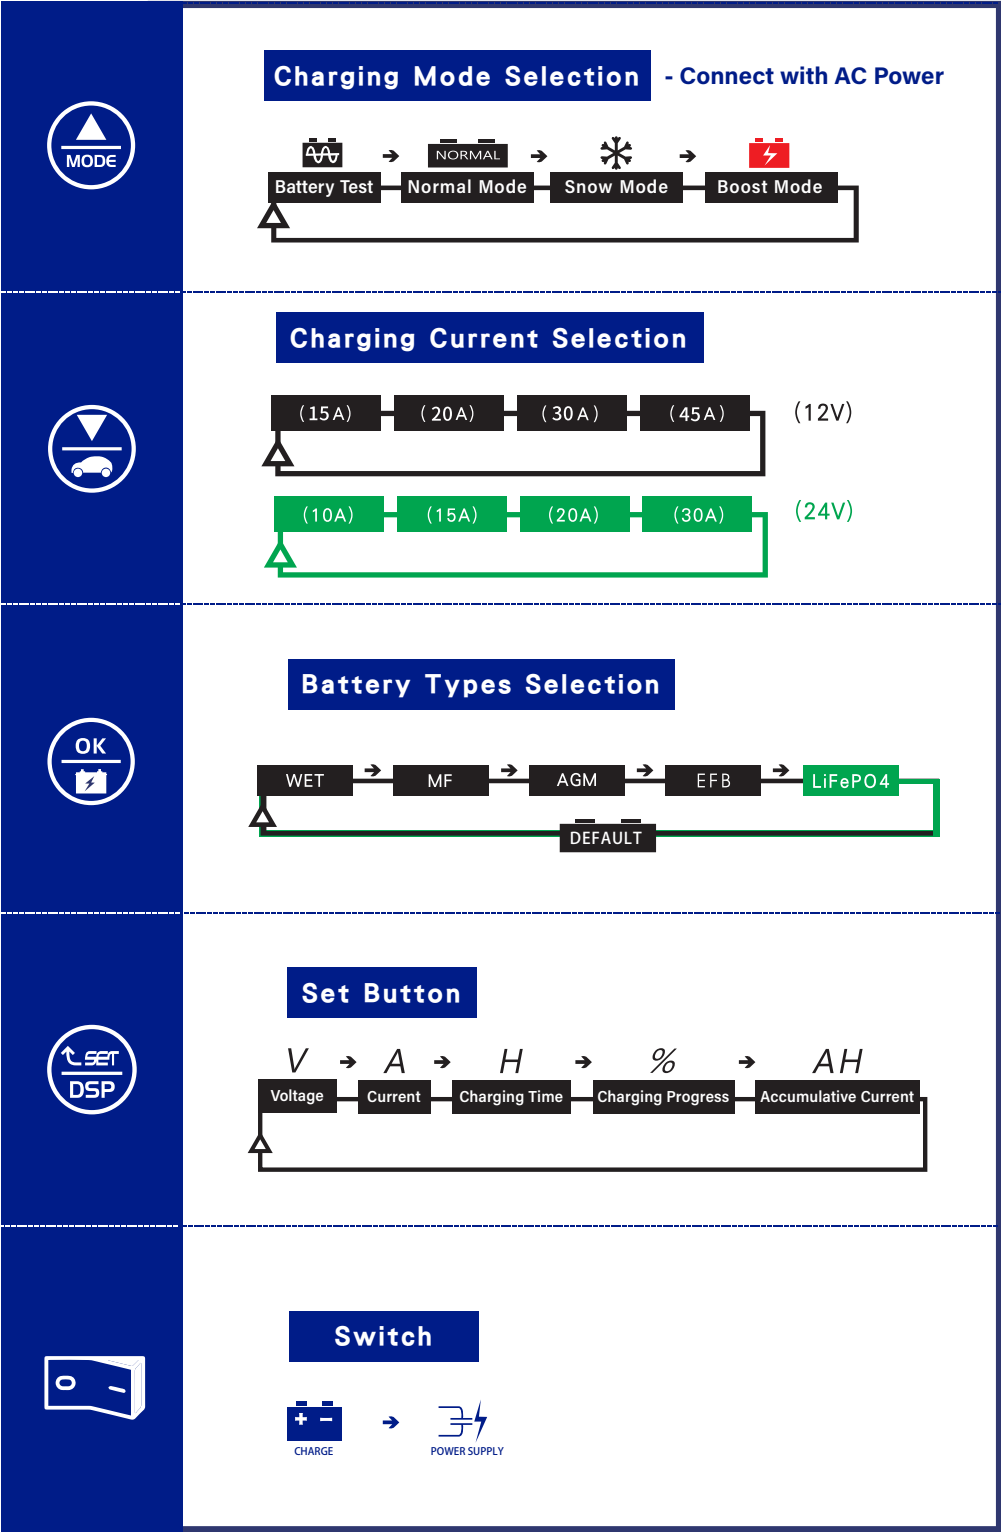 Charging Mode Selection - Connect with AC Power
MODE
NORMAL
Battery Test Normal Mode Snow Mode Boost Mode
Charging Current Selection
(15A) (20A) (30A) (45A) (12V)
(10A) (15A) (20A) (30A) (24V)
Battery Types Selection
OK
WET MF AGM EFB LiFePO4
DEFAULT
Set Button
V A H % AH
SET
DSP
Voltage Current Charging Time Charging Progress Accumulative Current
Switch
CHARGE POWER SUPPLY